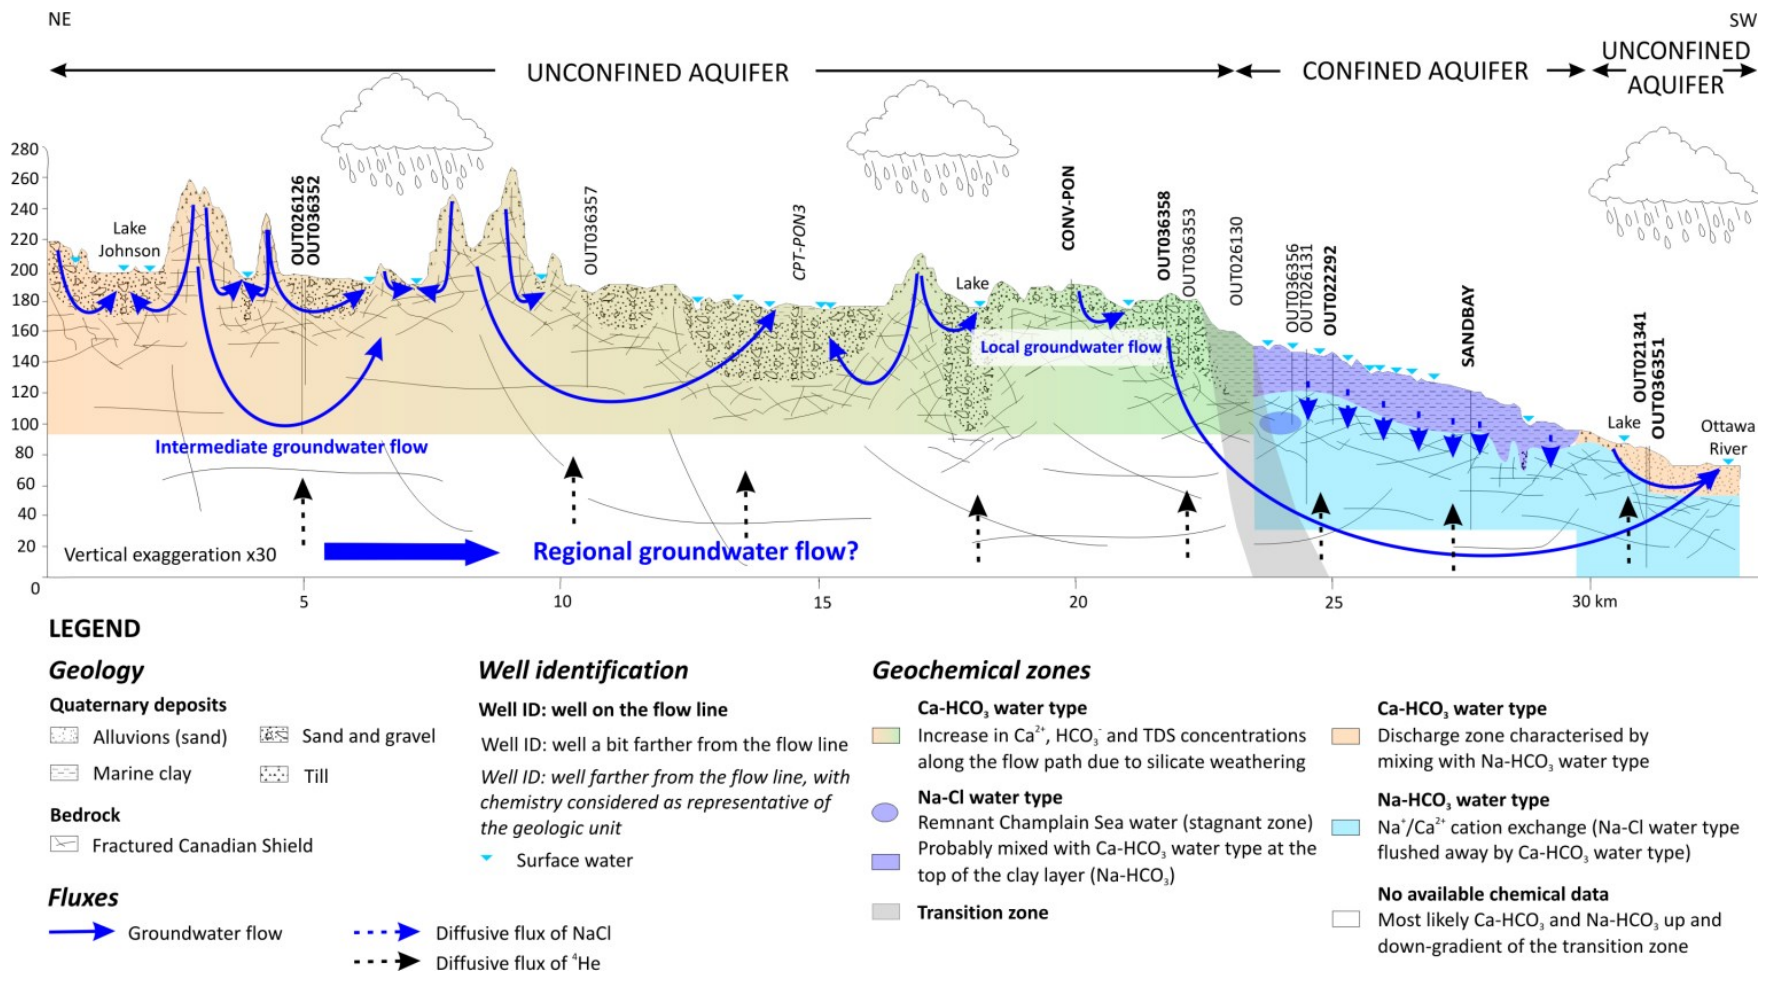 NE
SW
UNCONFINED AQUIFER
CONFINED AQUIFER
UNCONFINED
AQUIFER
280
260
240
220
200
180
160
140
120
100
80
60
40
20
0
Lake
Johnson
OUT026126
OUT036352
OUT036357
CPT-PON3
Lake
CONV-PON
OUT036358
OUT036353
OUT026130
OUT036356
OUT026131
OUT022292
SANDBAY
OUT021341
OUT036351
Lake
Ottawa
River
Local groundwater flow
Intermediate groundwater flow
Vertical exaggeration x30
Regional groundwater flow?
5
10
15
20
25
30 km
LEGEND
Geology
Quaternary deposits
Alluvions (sand)
Sand and gravel
Marine clay
Till
Bedrock
Fractured Canadian Shield
Fluxes
Groundwater flow
Diffusive flux of NaCl
Diffusive flux of ⁴He
Well identification
Well ID: well on the flow line
Well ID: well a bit farther from the flow line
Well ID: well farther from the flow line, with
chemistry considered as representative of
the geologic unit
Surface water
Geochemical zones
Ca-HCO₃ water type
Increase in Ca²⁺, HCO₃⁻ and TDS concentrations
along the flow path due to silicate weathering
Na-Cl water type
Remnant Champlain Sea water (stagnant zone)
Probably mixed with Ca-HCO₃ water type at the
top of the clay layer (Na-HCO₃)
Transition zone
Ca-HCO₃ water type
Discharge zone characterised by
mixing with Na-HCO₃ water type
Na-HCO₃ water type
Na⁺/Ca²⁺ cation exchange (Na-Cl water type
flushed away by Ca-HCO₃ water type)
No available chemical data
Most likely Ca-HCO₃ and Na-HCO₃ up and
down-gradient of the transition zone